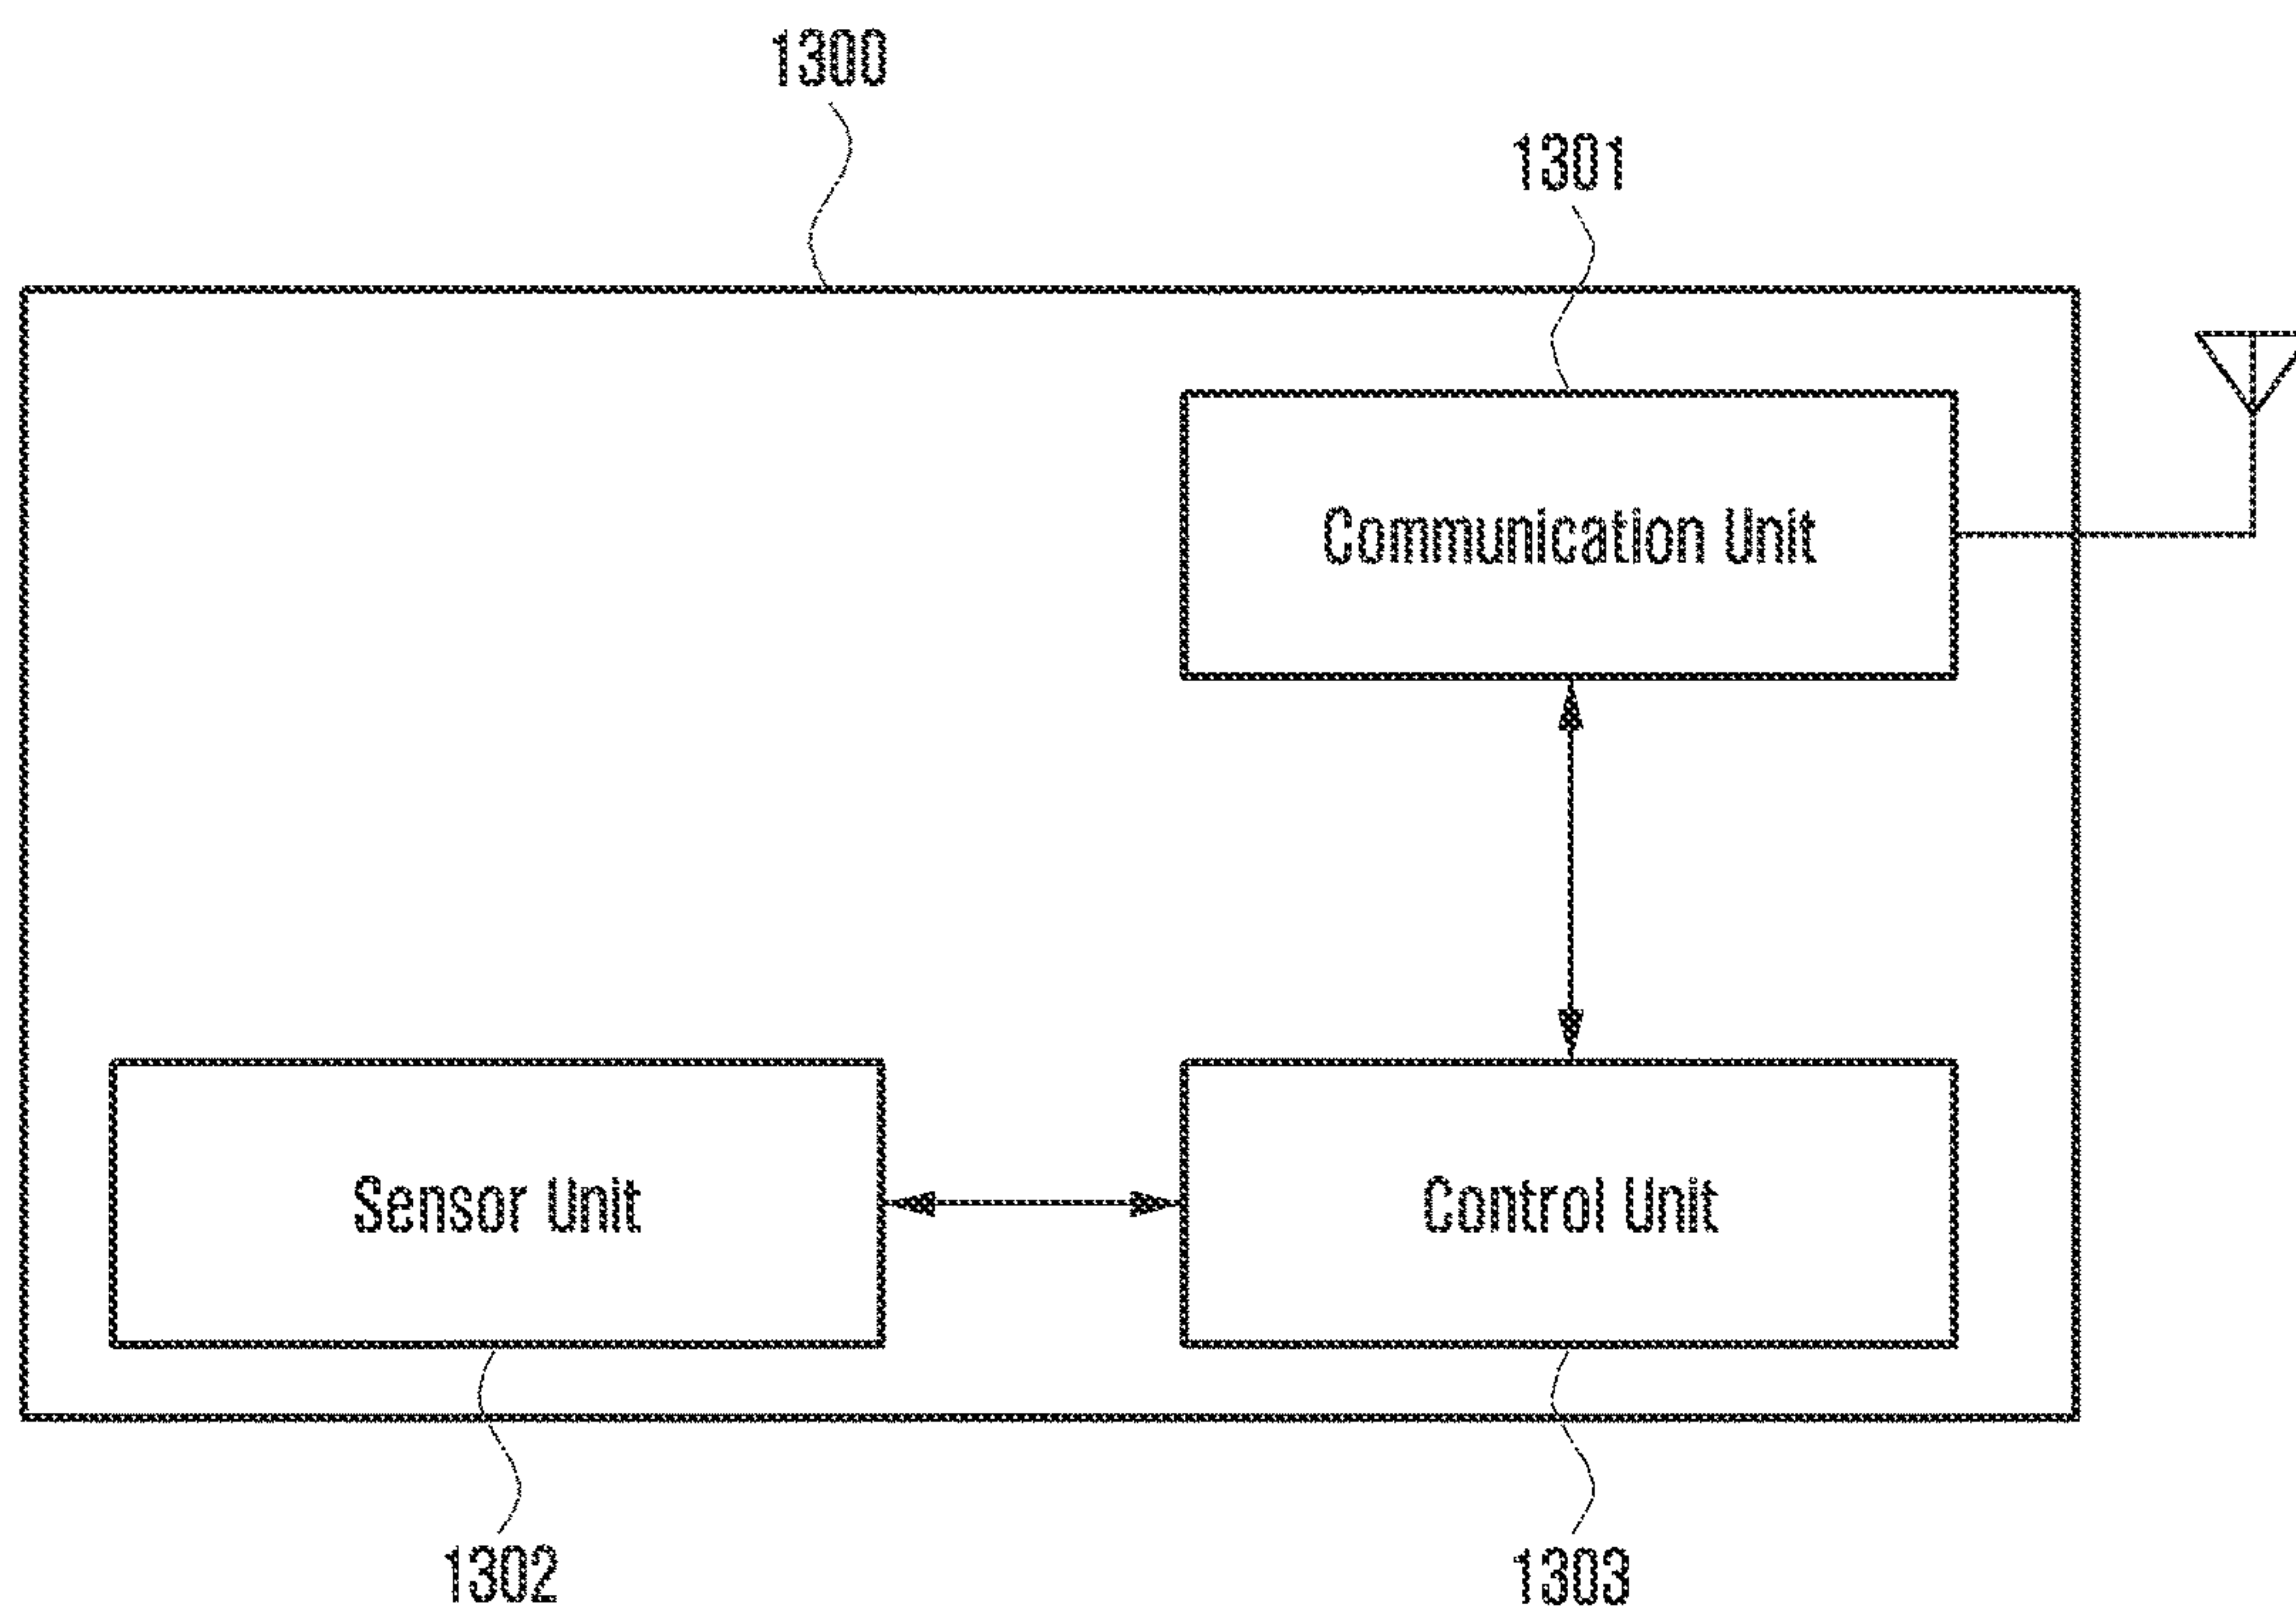 1300
1301
Communication Unit
Sensor Unit
Control Unit
1302
1303